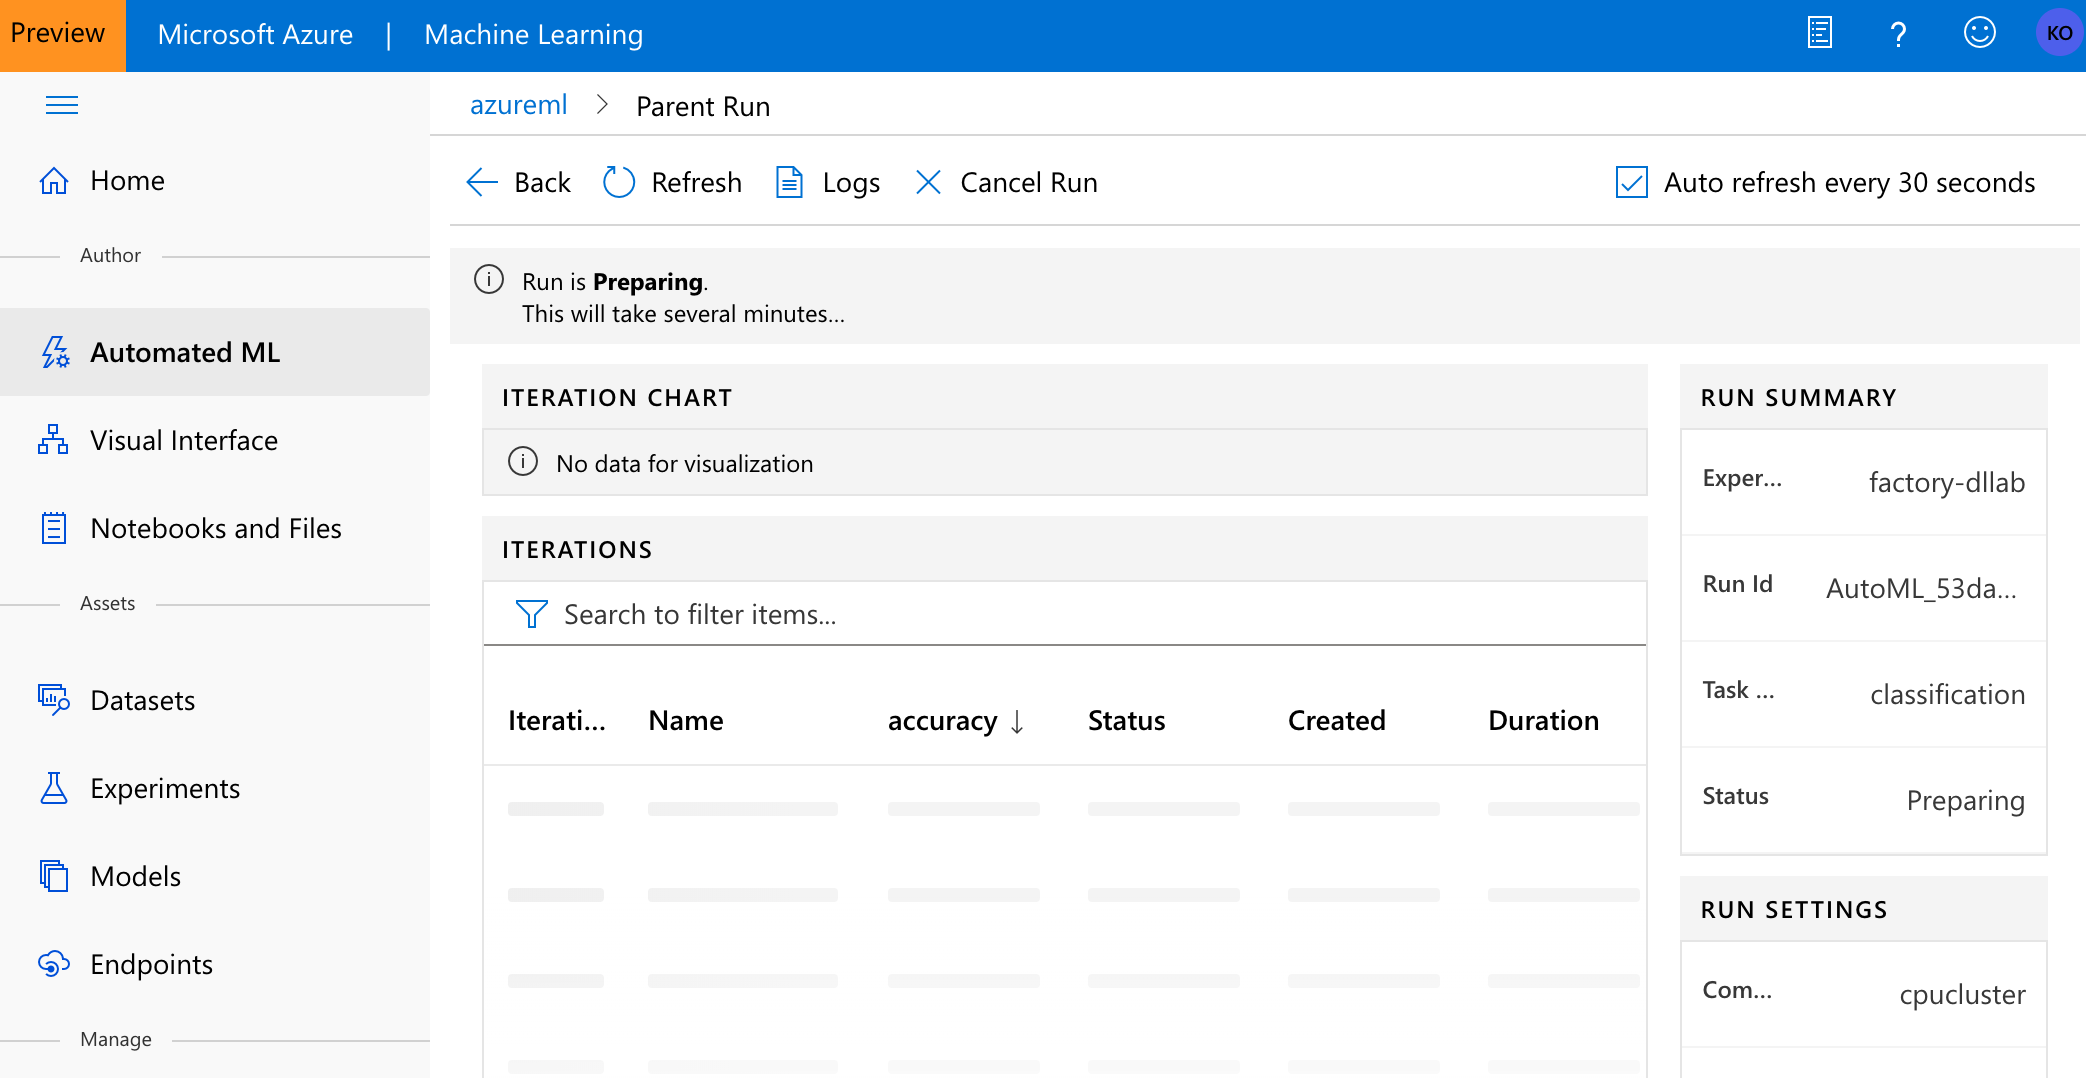 Preview
Microsoft Azure | Machine Learning
?
KO
azureml > Parent Run
Back
Refresh
Logs
Cancel Run
Auto refresh every 30 seconds
Home
Author
Automated ML
Visual Interface
Notebooks and Files
Assets
Datasets
Experiments
Models
Endpoints
Manage
Run is Preparing.
This will take several minutes...
ITERATION CHART
No data for visualization
ITERATIONS
Search to filter items...
Iterati... Name accuracy ↓ Status Created Duration
RUN SUMMARY
Exper... factory-dllab
Run Id AutoML_53da...
Task ... classification
Status Preparing
RUN SETTINGS
Com... cpucluster